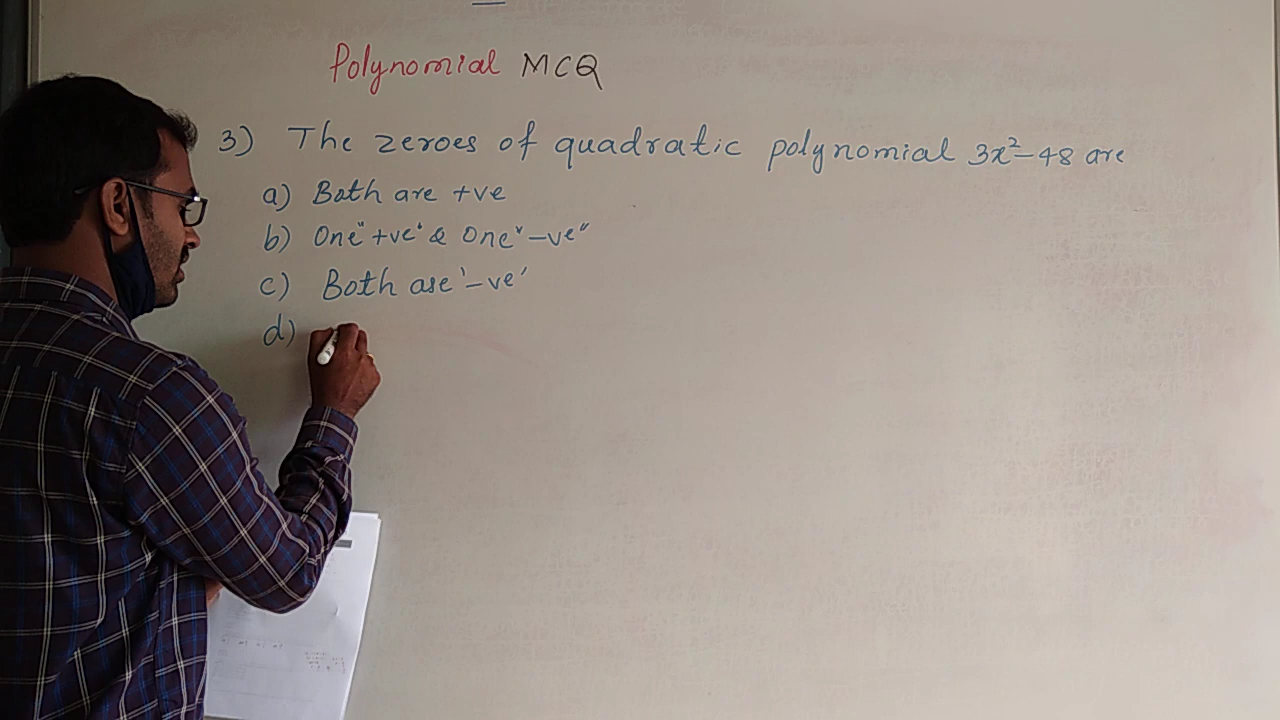 Polynomial MCQ
3) The zeroes of quadratic polynomial 3x²-48 are
a) Both are +ve
b) One "+ve" & One "-ve"
c) Both are '-ve'
d)